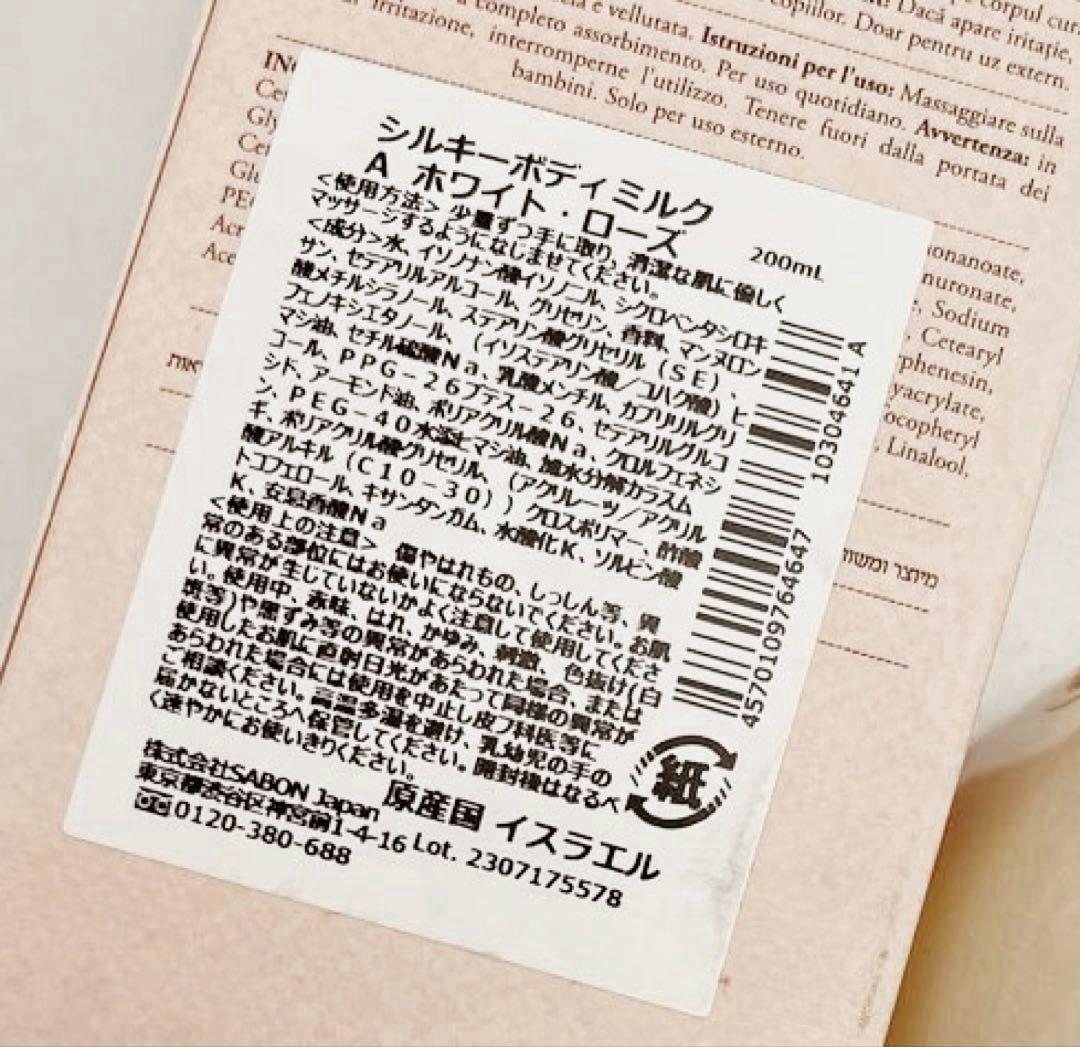 corpul
Dacă apare iritație,
copiilor. Doar pentru uz extern.
e vellutata. Istruzioni per l'uso: Massaggiare sulla
completo assorbimento. Per uso quotidiano. Avvertenza: in
irritazione, interromperne l'utilizzo. Tenere fuori dalla portata dei
bambini. Solo per uso esterno.
シルキーボディミルク
A ホワイト・ローズ 200mL
<使用方法> 少量ずつ手に取り、清潔な肌に優しく
マッサージするようになじませてください。
<成分>水、イソノナン酸イソノニル、シクロペンタシロキ
サン、セテアリルアルコール、グリセリン、香料、マンヌロン
酸メチルシラノール、ステアリン酸グリセリル（SE）、
フェノキシエタノール、（イソステアリン酸／コハク酸）ヒ
マシ油、セチル硫酸Na、乳酸メンチル、カプリリルグリ
コール、PPG－26ブテス－26、セテアリルグルコ
シド、アーモンド油、ポリアクリル酸Na、クロルフェネシ
ン、PEG－40水添ヒマシ油、加水分解カラスム
ギ、ポリアクリル酸グリセリル、（アクリレーツ／アクリル
酸アルキル（C10－30））クロスポリマー、酢酸
トコフェロール、キサンタンガム、水酸化K、ソルビン酸
K、安息香酸Na
<使用上の注意> 傷やはれもの、しっしん等、異
常のある部位にはお使いにならないでください。お肌
に異常が生じていないかよく注意して使用してくださ
い。使用中、赤味、はれ、かゆみ、刺激、色抜け(白
斑等)や黒ずみ等の異常があらわれた場合、または
使用したお肌に直射日光があたって同様の異常が
あらわれた場合には使用を中止し皮フ科医等に
ご相談ください。高温多湿を避け、乳幼児の手の
届かないところへ保管してください。開封後はなるべ
く速やかにお使いきりください。
株式会社SABON Japan 原産国 イスラエル
東京都渋谷区神宮前1-4-16 Lot. 2307175578
0120-380-688
10304641 A
4570109764647
紙
IN
Ce
Gly
Cet
Glu
PE
Acr
Ace
onanoate,
nuronate,
Sodium
Cetearyl
phenesin,
yacrylate,
ocopheryl
, Linalool,
מיוצר ומשווק